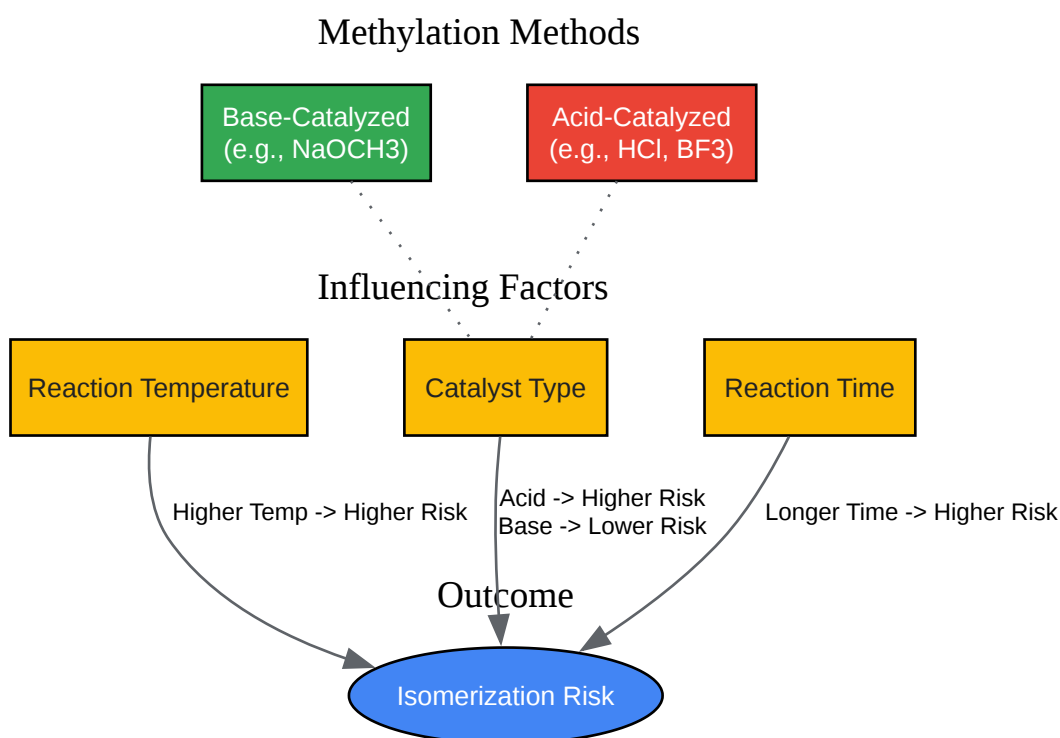 Methylation Methods
Base-Catalyzed
(e.g., NaOCH3)
Acid-Catalyzed
(e.g., HCl, BF3)
Influencing Factors
Reaction Temperature
Catalyst Type
Reaction Time
Higher Temp -> Higher Risk
Acid -> Higher Risk
Base -> Lower Risk
Longer Time -> Higher Risk
Outcome
Isomerization Risk